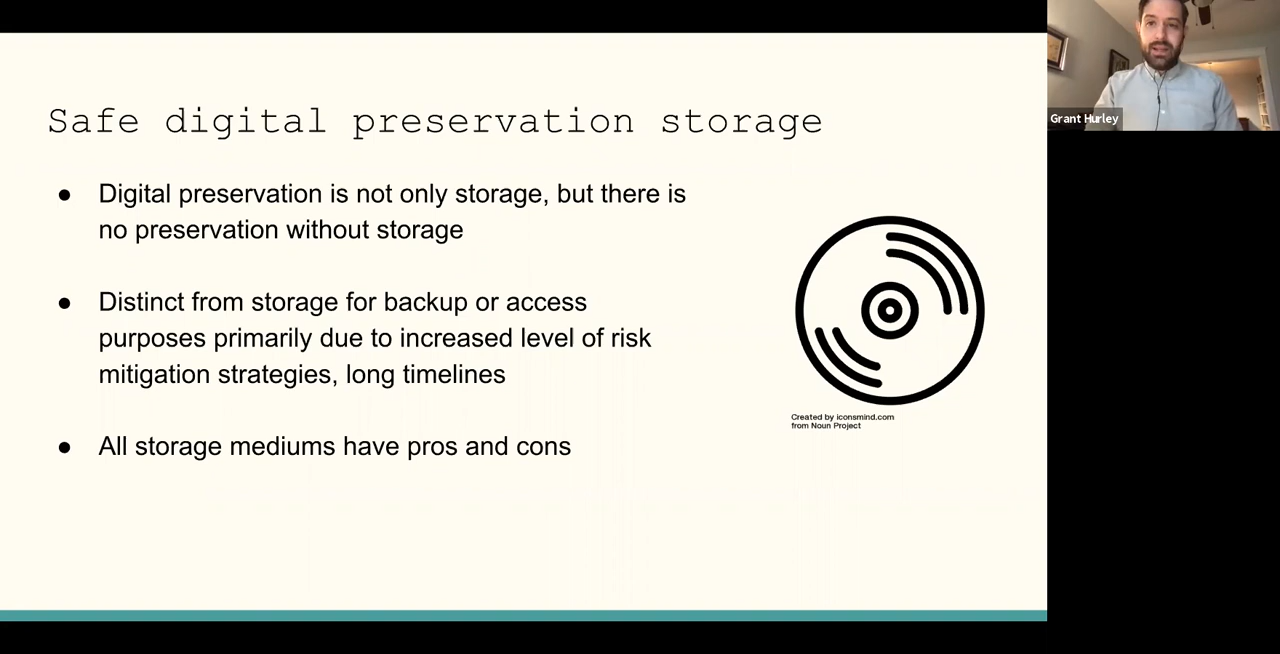 Safe digital preservation storage
● Digital preservation is not only storage, but there is
no preservation without storage
● Distinct from storage for backup or access
purposes primarily due to increased level of risk
mitigation strategies, long timelines
● All storage mediums have pros and cons
Created by iconsmind.com
from Noun Project
Grant Hurley